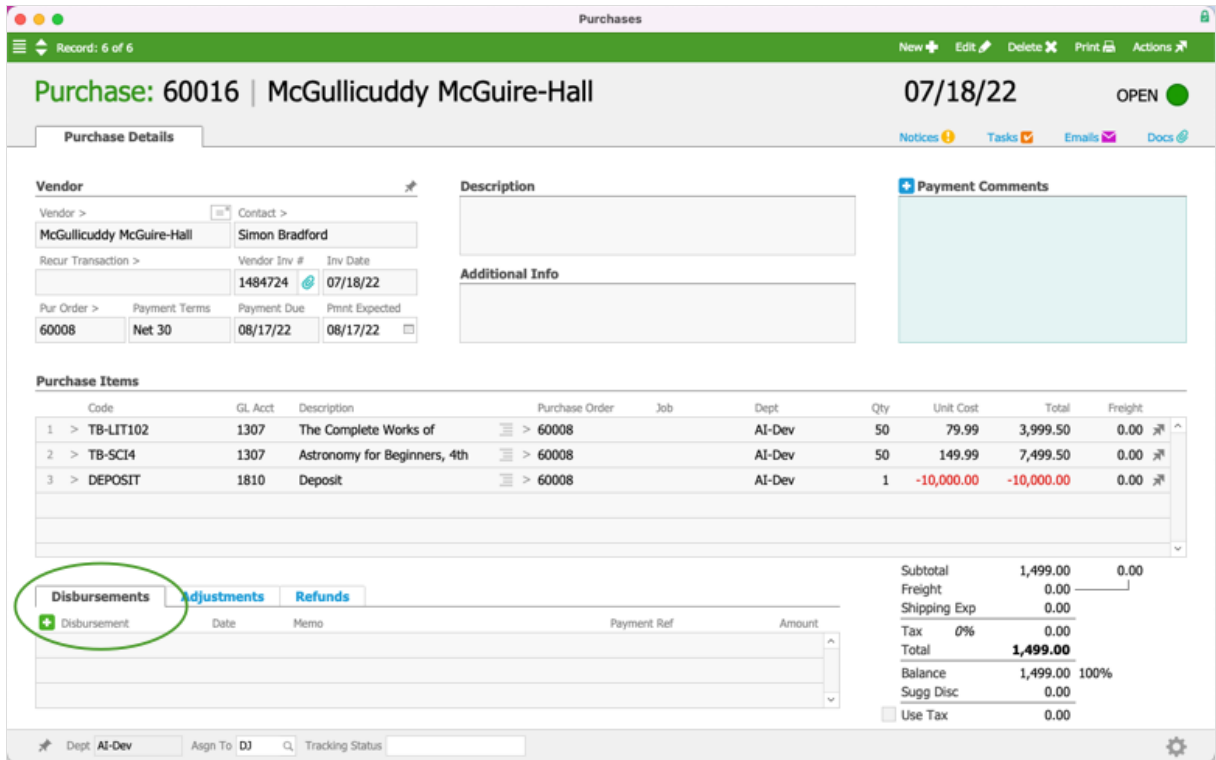 Purchases
Record: 6 of 6 New Edit Delete Print Actions
Purchase: 60016 | McGullicuddy McGuire-Hall 07/18/22 OPEN
Purchase Details Notices Tasks Emails Docs
Vendor Description Payment Comments
Vendor > Contact >
McGullicuddy McGuire-Hall Simon Bradford
Recur Transaction > Vendor Inv # Inv Date
Additional Info
1484724 07/18/22
Pur Order > Payment Terms Payment Due Pmnt Expected
60008 Net 30 08/17/22 08/17/22
Purchase Items
Code GL Acct Description Purchase Order Job Dept Qty Unit Cost Total Freight
1 > TB-LIT102 1307 The Complete Works of > 60008 AI-Dev 50 79.99 3,999.50 0.00
2 > TB-SCI4 1307 Astronomy for Beginners, 4th > 60008 AI-Dev 50 149.99 7,499.50 0.00
3 > DEPOSIT 1810 Deposit > 60008 AI-Dev 1 -10,000.00 -10,000.00 0.00
Disbursements Adjustments Refunds
Disbursement Date Memo Payment Ref Amount
Subtotal 1,499.00 0.00
Freight 0.00
Shipping Exp 0.00
Tax 0% 0.00
Total 1,499.00
Balance 1,499.00 100%
Sugg Disc 0.00
Use Tax 0.00
Dept AI-Dev Asgn To DJ Tracking Status